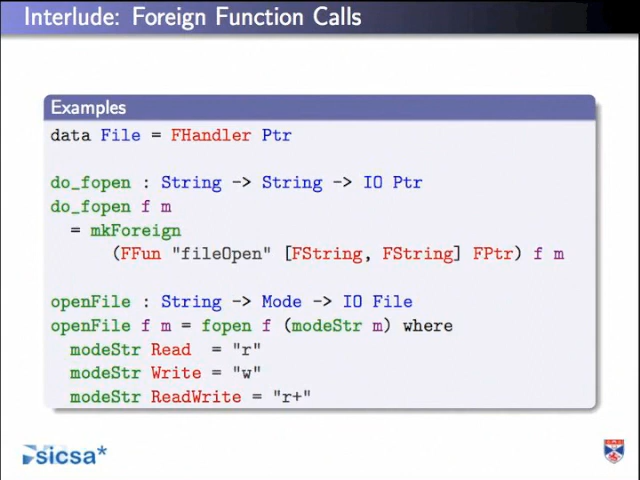 Interlude: Foreign Function Calls
Examples
data File = FHandler Ptr
do_fopen : String -> String -> IO Ptr
do_fopen f m
= mkForeign
(FFun "fileOpen" [FString, FString] FPtr) f m
openFile : String -> Mode -> IO File
openFile f m = fopen f (modeStr m) where
modeStr Read = "r"
modeStr Write = "w"
modeStr ReadWrite = "r+"
sicsa*